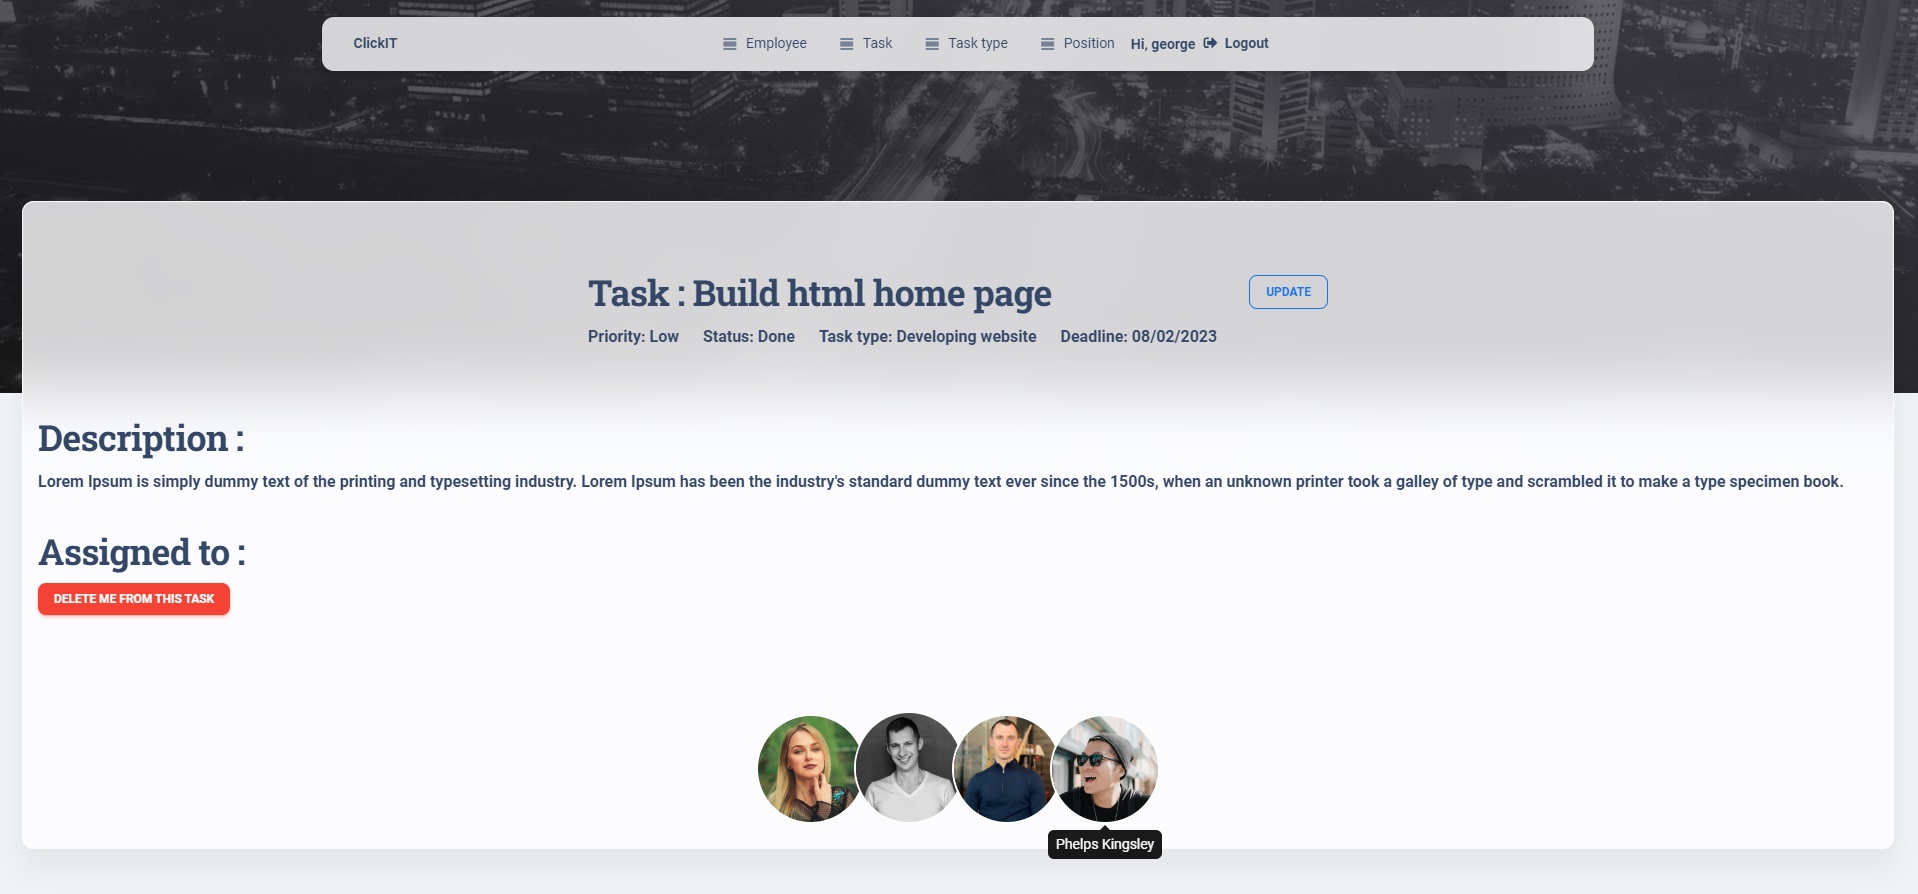 ClickIT Employee Task Task type Position Hi, george Logout
Task : Build html home page UPDATE
Priority: Low Status: Done Task type: Developing website Deadline: 08/02/2023
Description :
Lorem Ipsum is simply dummy text of the printing and typesetting industry. Lorem Ipsum has been the industry's standard dummy text ever since the 1500s, when an unknown printer took a galley of type and scrambled it to make a type specimen book.
Assigned to :
DELETE ME FROM THIS TASK
Phelps Kingsley